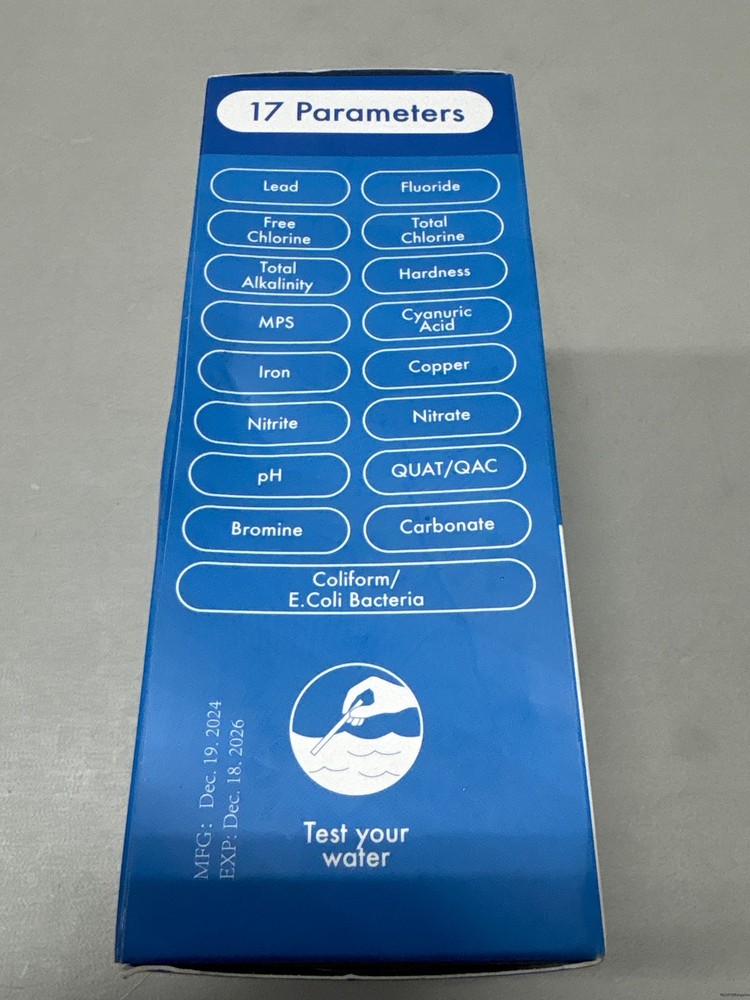 17 Parameters
Lead
Fluoride
Free
Chlorine
Total
Chlorine
Total
Alkalinity
Hardness
MPS
Cyanuric
Acid
Iron
Copper
Nitrite
Nitrate
pH
QUAT/QAC
Bromine
Carbonate
Coliform/
E.Coli Bacteria
MFG: Dec. 19. 2024
EXP: Dec. 18. 2026
Test your
water